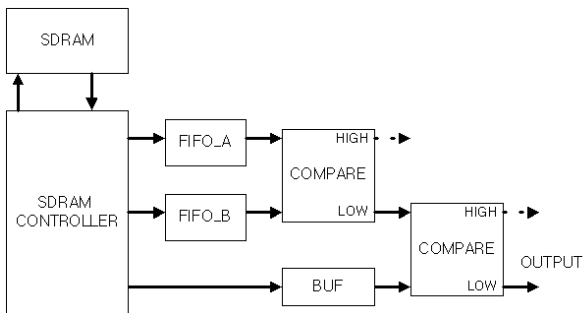 SDRAM
SDRAM
CONTROLLER
FIFO_A
FIFO_B
HIGH
COMPARE
LOW
HIGH
COMPARE
LOW
BUF
OUTPUT